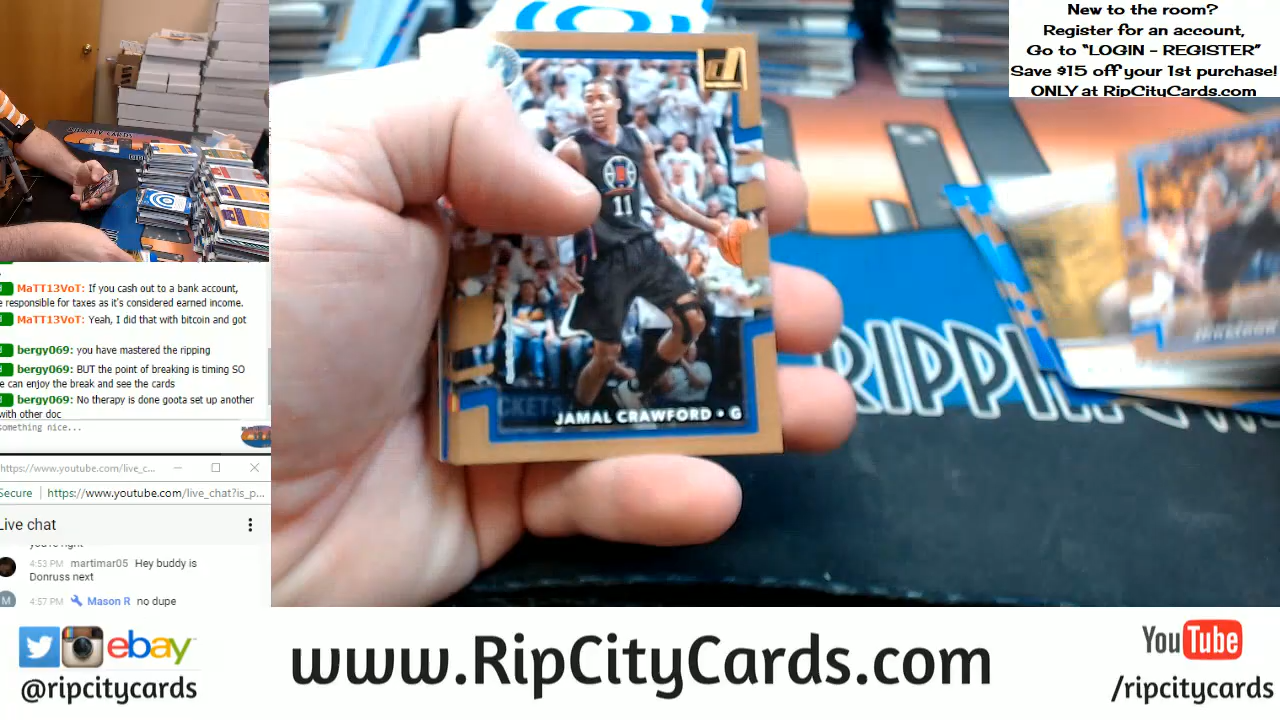 New to the room?
Register for an account,
Go to “LOGIN - REGISTER”
Save $15 off your 1st purchase!
ONLY at RipCityCards.com
11
CKETS
JAMAL CRAWFORD • G
RIPPI
MaTT13VoT: If you cash out to a bank account,
e responsible for taxes as it's considered earned income.
MaTT13VoT: Yeah, I did that with bitcoin and got
bergy069: you have mastered the ripping
bergy069: BUT the point of breaking is timing SO
e can enjoy the break and see the cards
bergy069: No therapy is done goota set up another
with other doc
something nice...
https://www.youtube.com/live_c...
Secure https://www.youtube.com/live_chat?is_p...
Live chat
you're right
4:53 PM martimar05 Hey buddy is
Donruss next
M 4:57 PM Mason R no dupe
ebay
@ripcitycards
www.RipCityCards.com
YouTube
/ripcitycards